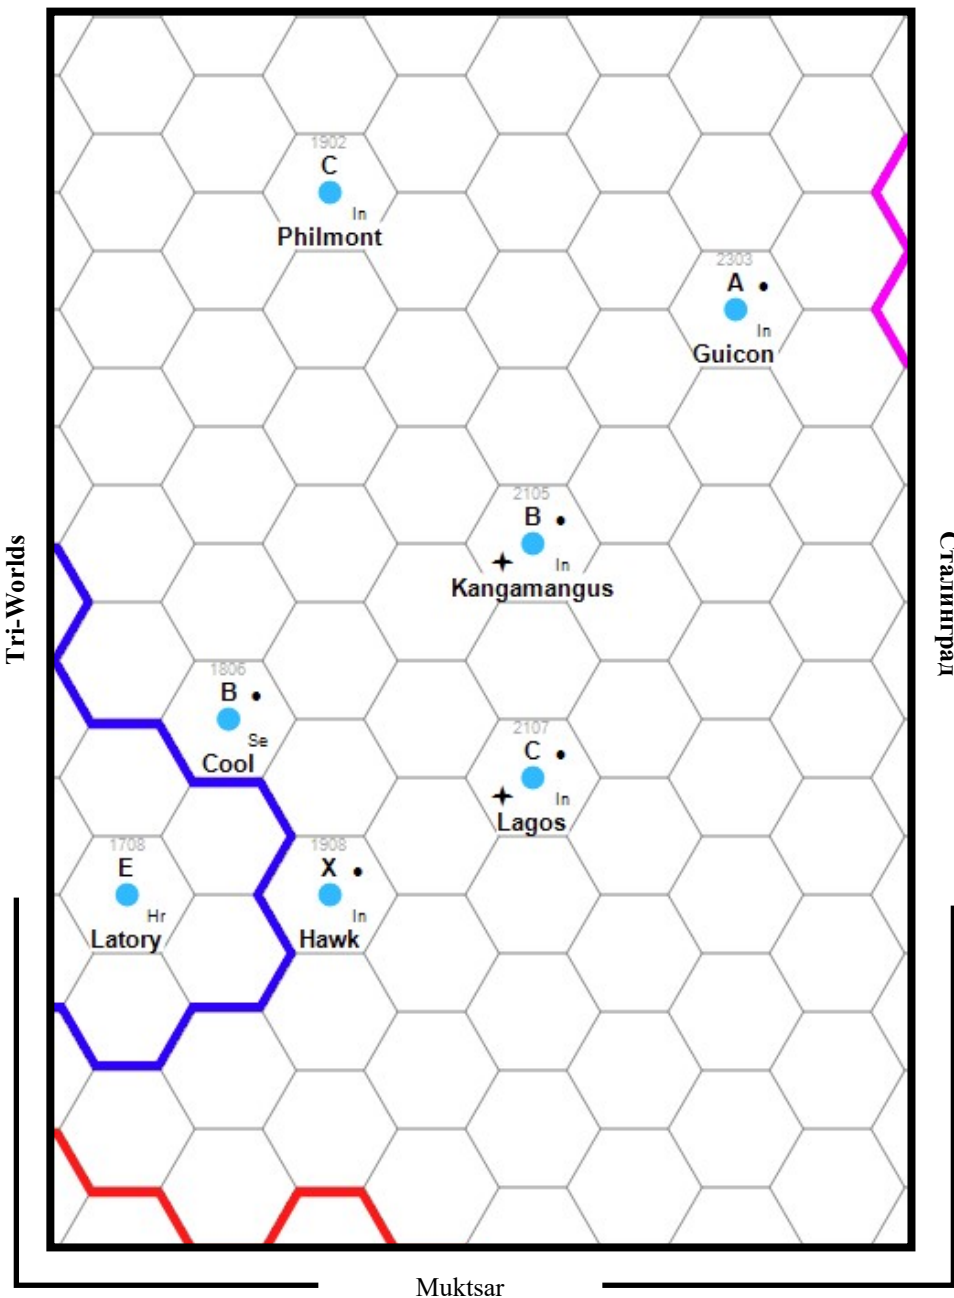 1902
C
In
Philmont
2303
A
In
Guicon
2105
B
In
Kangamangus
1806
B
Se
Cool
2107
C
In
Lagos
1708
E
Hr
Latory
1908
X
In
Hawk
Tri-Worlds
Сталинград
Muktsar